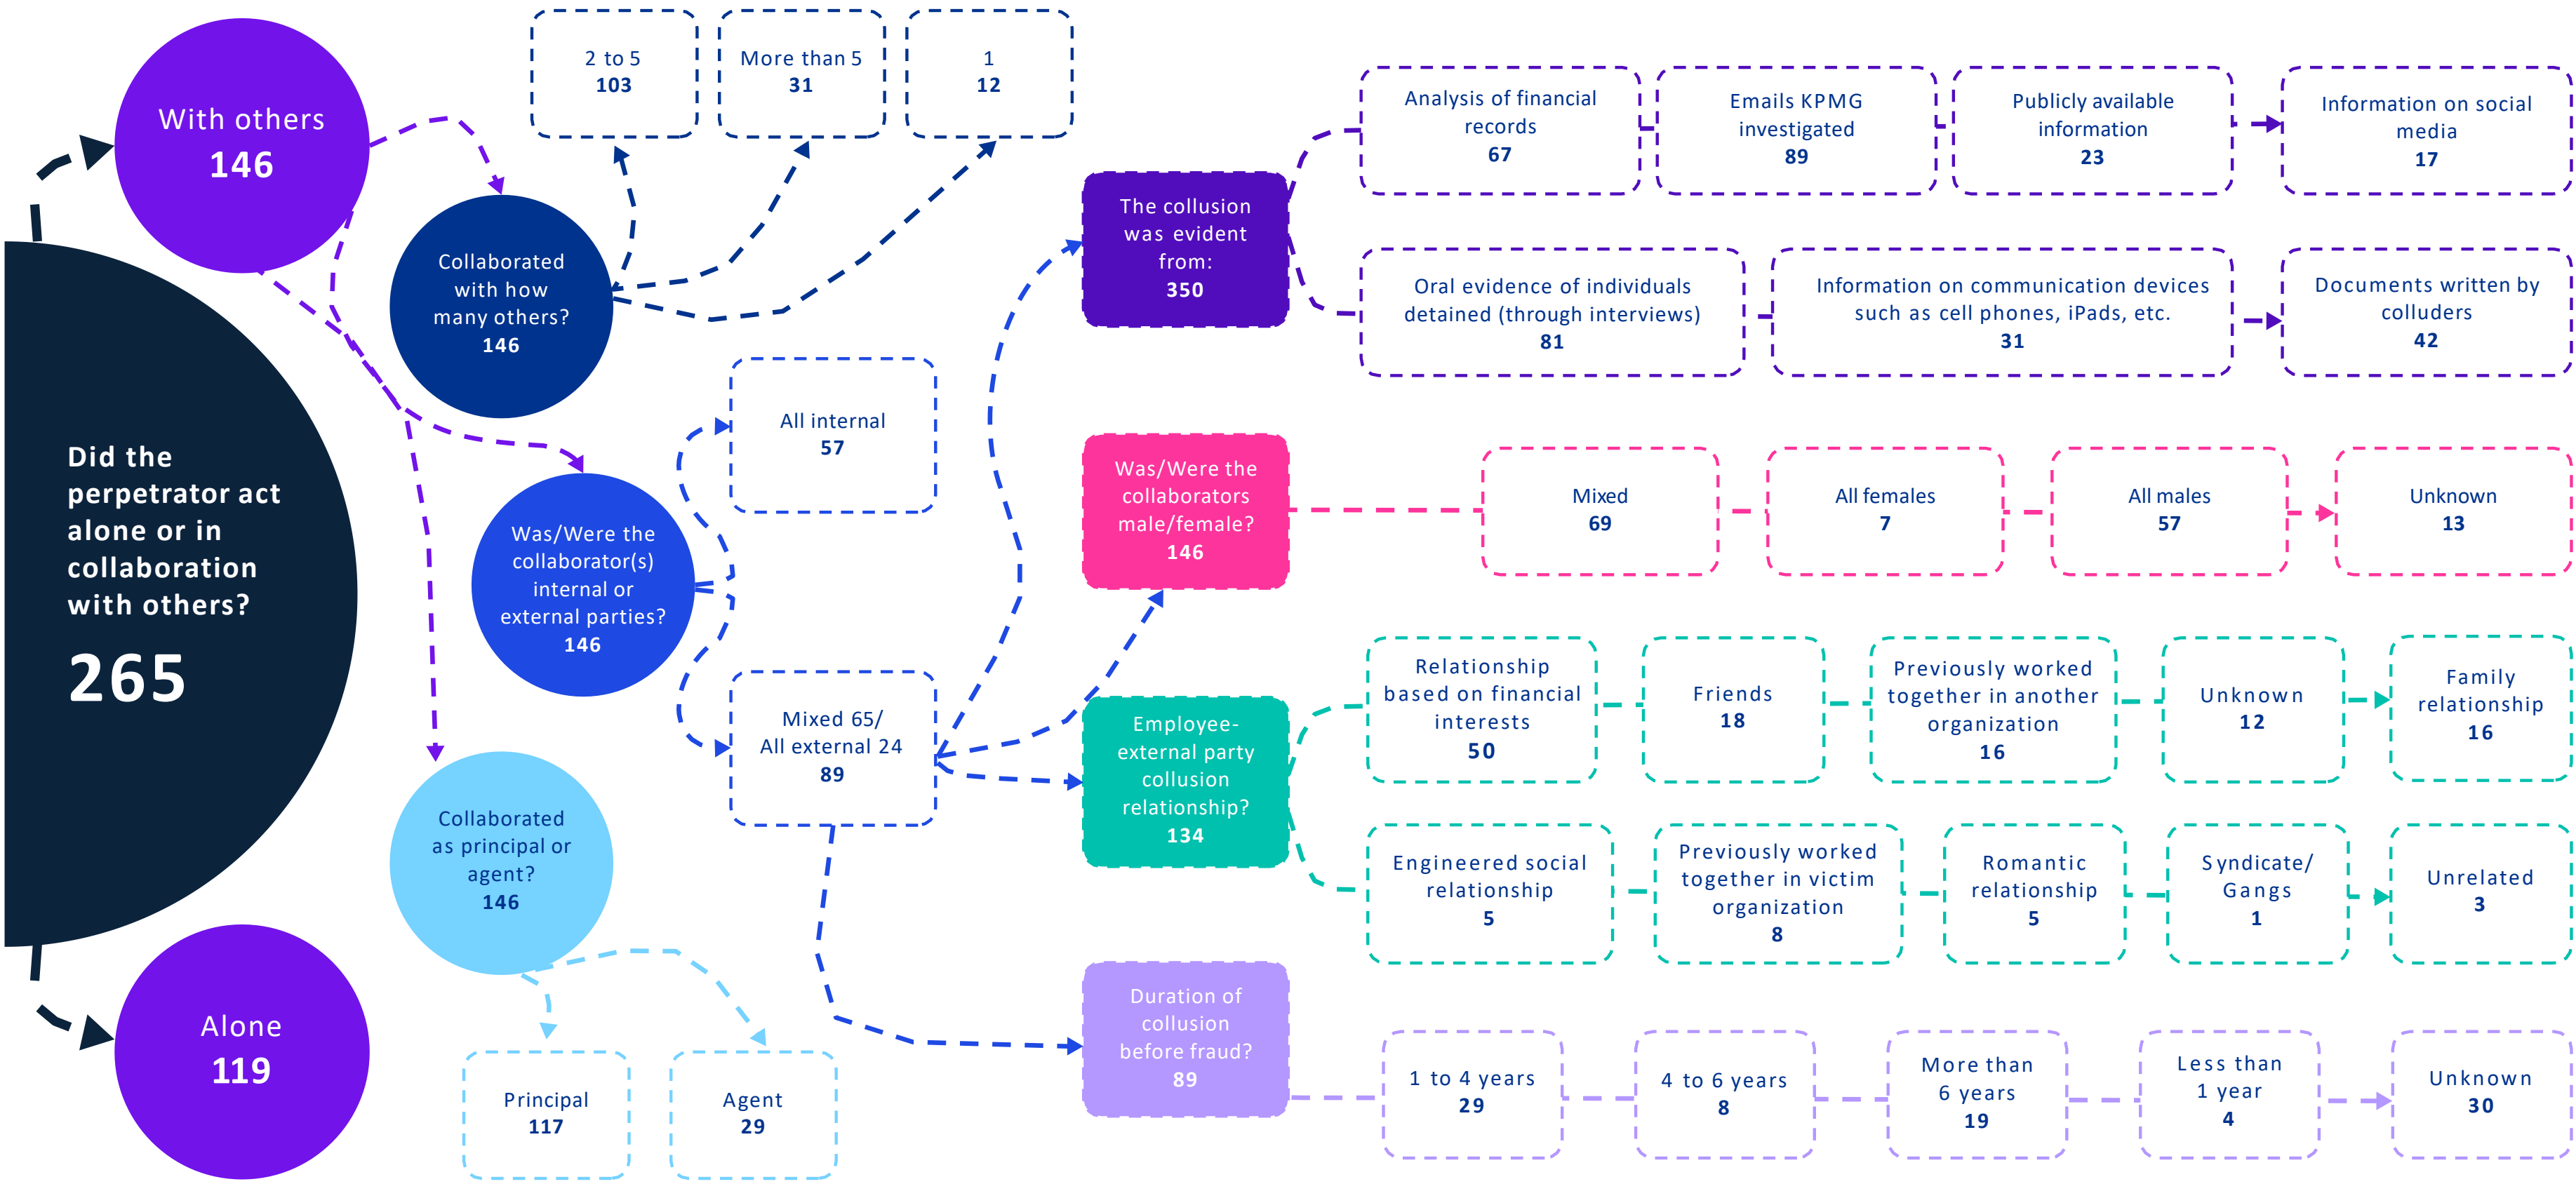 Did the
perpetrator act
alone or in
collaboration
with others?
265
With others
146
Alone
119
Collaborated
with how
many others?
146
2 to 5
103
More than 5
31
1
12
Was/Were the
collaborator(s)
internal or
external parties?
146
All internal
57
Mixed 65/
All external 24
89
Collaborated
as principal or
agent?
146
Principal
117
Agent
29
The collusion
was evident
from:
350
Analysis of financial
records
67
Emails KPMG
investigated
89
Publicly available
information
23
Information on social
media
17
Oral evidence of individuals
detained (through interviews)
81
Information on communication devices
such as cell phones, iPads, etc.
31
Documents written by
colluders
42
Was/Were the
collaborators
male/female?
146
Mixed
69
All females
7
All males
57
Unknown
13
Employee-
external party
collusion
relationship?
134
Relationship
based on financial
interests
50
Friends
18
Previously worked
together in another
organization
16
Unknown
12
Family
relationship
16
Engineered social
relationship
5
Previously worked
together in victim
organization
8
Romantic
relationship
5
Syndicate/
Gangs
1
Unrelated
3
Duration of
collusion
before fraud?
89
1 to 4 years
29
4 to 6 years
8
More than
6 years
19
Less than
1 year
4
Unknown
30